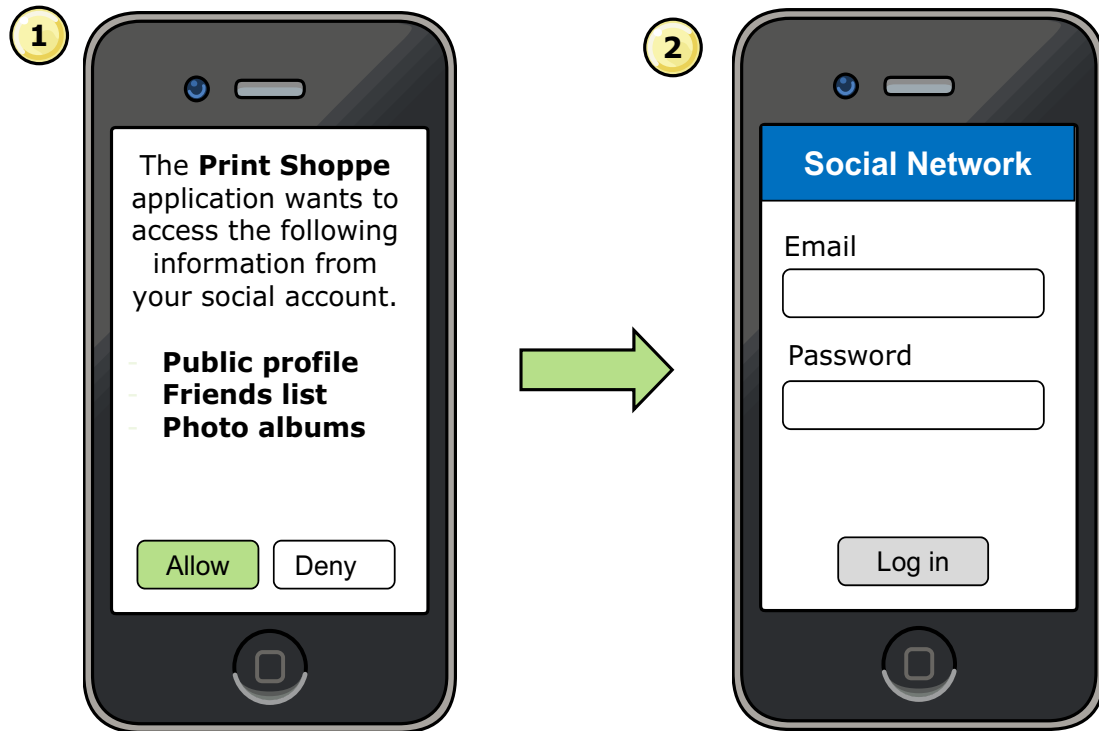 1
The Print Shoppe
application wants to
access the following
information from
your social account.
- Public profile
- Friends list
- Photo albums
Allow
Deny
2
Social Network
Email
Password
Log in